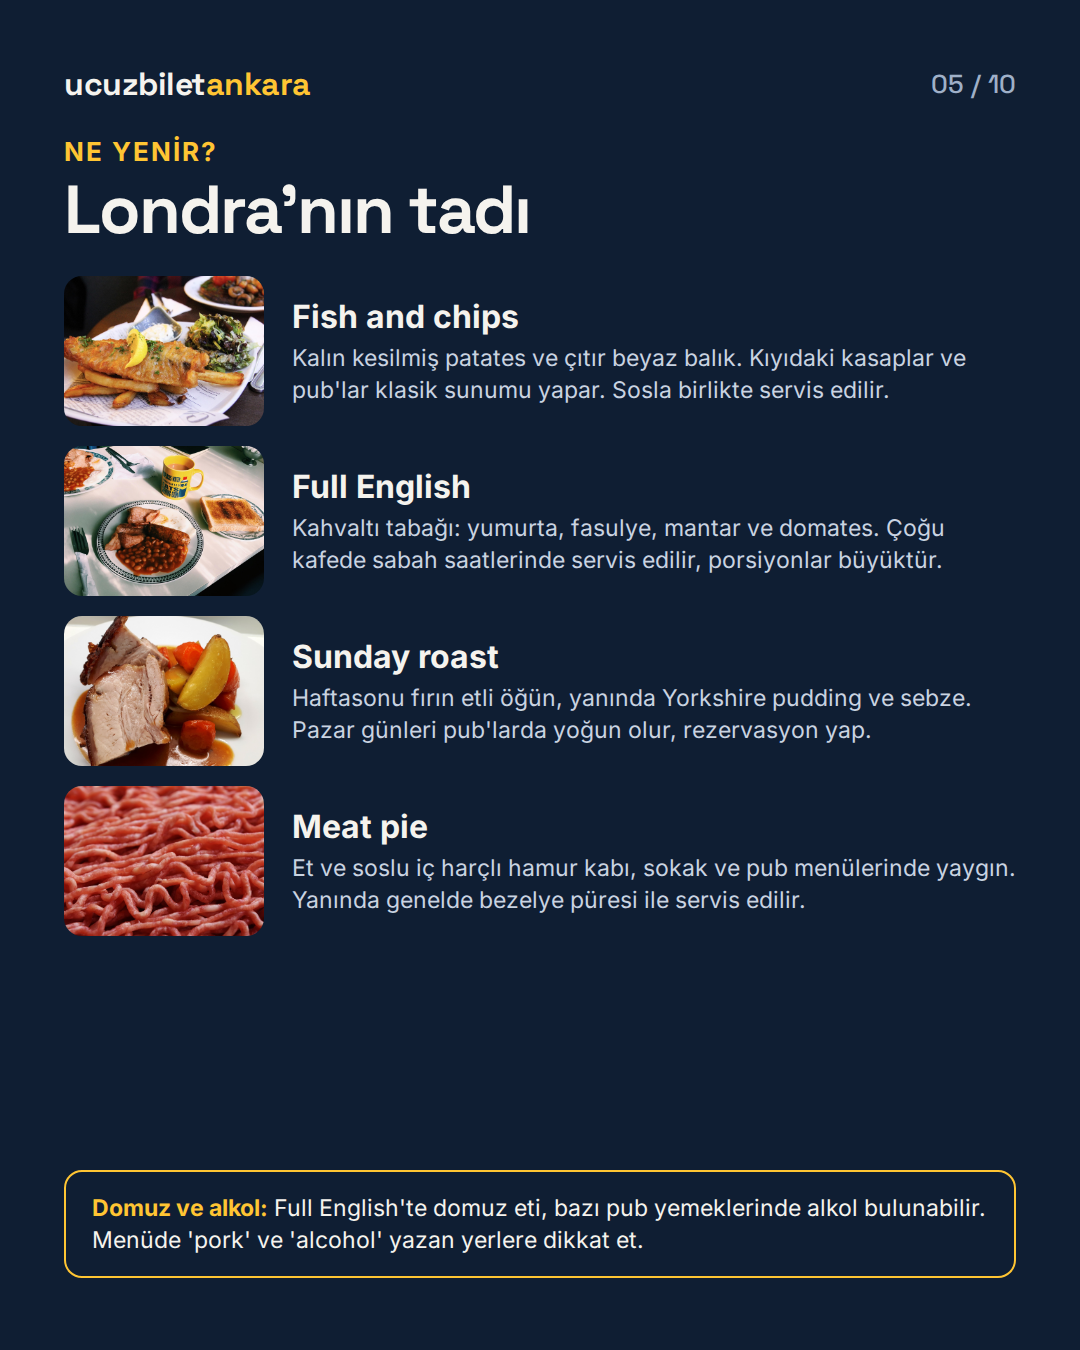 ucuzbiletankara
05 / 10
NE YENİR?
Londra’nın tadı
Fish and chips
Kalın kesilmiş patates ve çıtır beyaz balık. Kıyıdaki kasaplar ve
pub'lar klasik sunumu yapar. Sosla birlikte servis edilir.
Full English
Kahvaltı tabağı: yumurta, fasulye, mantar ve domates. Çoğu
kafede sabah saatlerinde servis edilir, porsiyonlar büyüktür.
Sunday roast
Haftasonu fırın etli öğün, yanında Yorkshire pudding ve sebze.
Pazar günleri pub'larda yoğun olur, rezervasyon yap.
Meat pie
Et ve soslu iç harçlı hamur kabı, sokak ve pub menülerinde yaygın.
Yanında genelde bezelye püresi ile servis edilir.
Domuz ve alkol: Full English'te domuz eti, bazı pub yemeklerinde alkol bulunabilir.
Menüde 'pork' ve 'alcohol' yazan yerlere dikkat et.